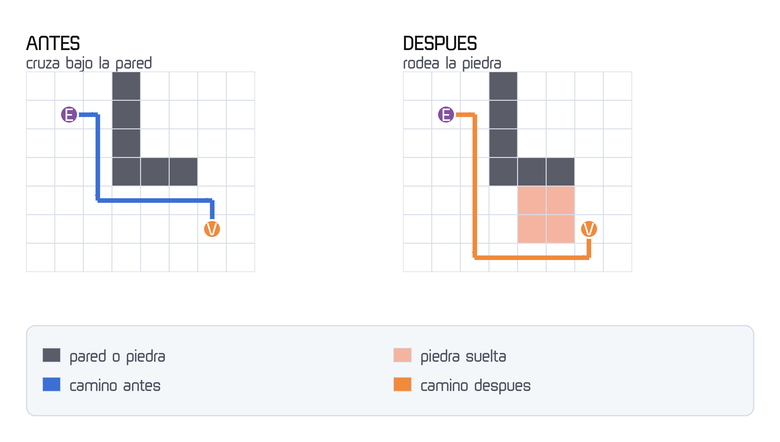 ANTES
cruza bajo la pared
E
V
DESPUES
rodea la piedra
E
V
pared o piedra
piedra suelta
camino antes
camino despues